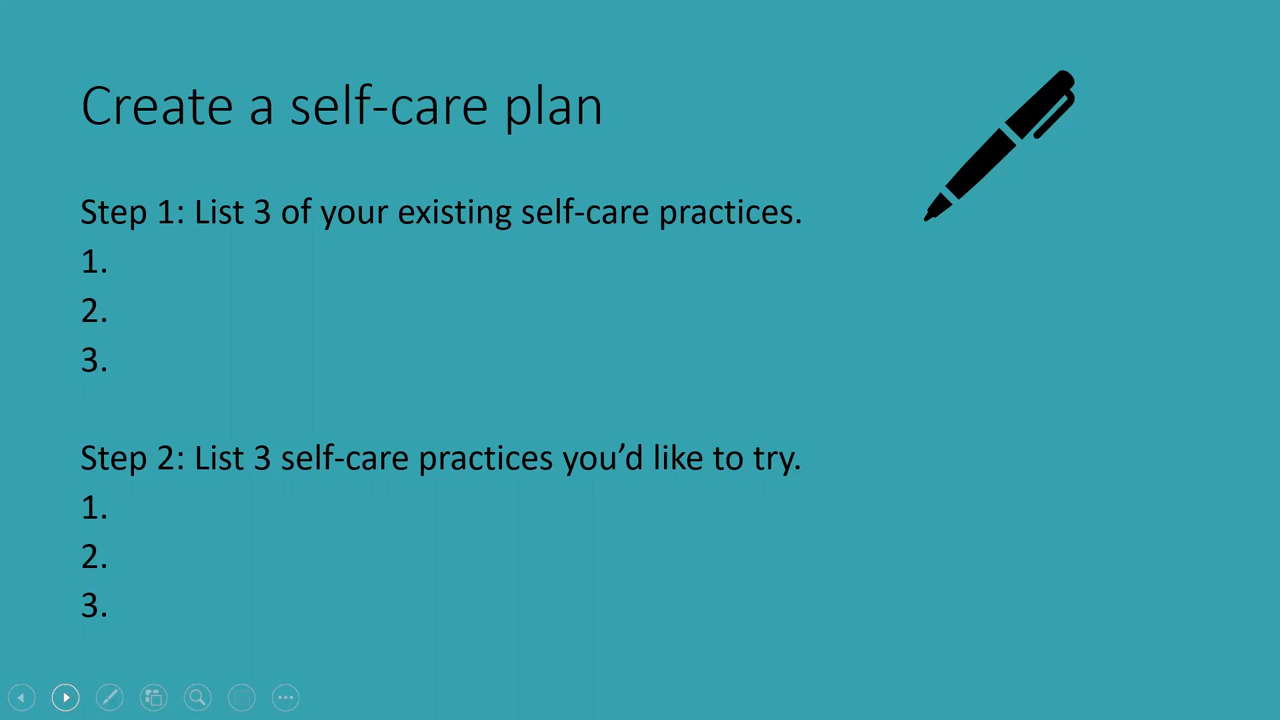 Create a self-care plan
Step 1: List 3 of your existing self-care practices.
1.
2.
3.
Step 2: List 3 self-care practices you’d like to try.
1.
2.
3.